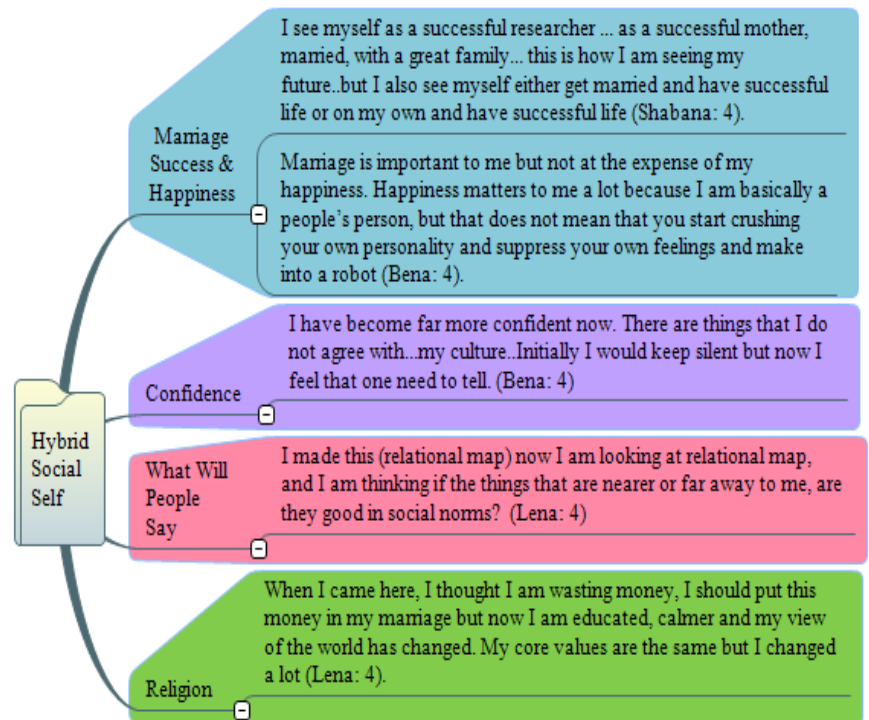 Hybrid
Social
Self
Marriage
Success &
Happiness
I see myself as a successful researcher ... as a successful mother,
married, with a great family... this is how I am seeing my
future..but I also see myself either get married and have successful
life or on my own and have successful life (Shabana: 4).
Marriage is important to me but not at the expense of my
happiness. Happiness matters to me a lot because I am basically a
people's person, but that does not mean that you start crushing
your own personality and suppress your own feelings and make
into a robot (Bena: 4).
Confidence
I have become far more confident now. There are things that I do
not agree with...my culture..Initially I would keep silent but now I
feel that one need to tell. (Bena: 4)
What Will
People
Say
I made this (relational map) now I am looking at relational map,
and I am thinking if the things that are nearer or far away to me, are
they good in social norms? (Lena: 4)
Religion
When I came here, I thought I am wasting money, I should put this
money in my marriage but now I am educated, calmer and my view
of the world has changed. My core values are the same but I changed
a lot (Lena: 4).